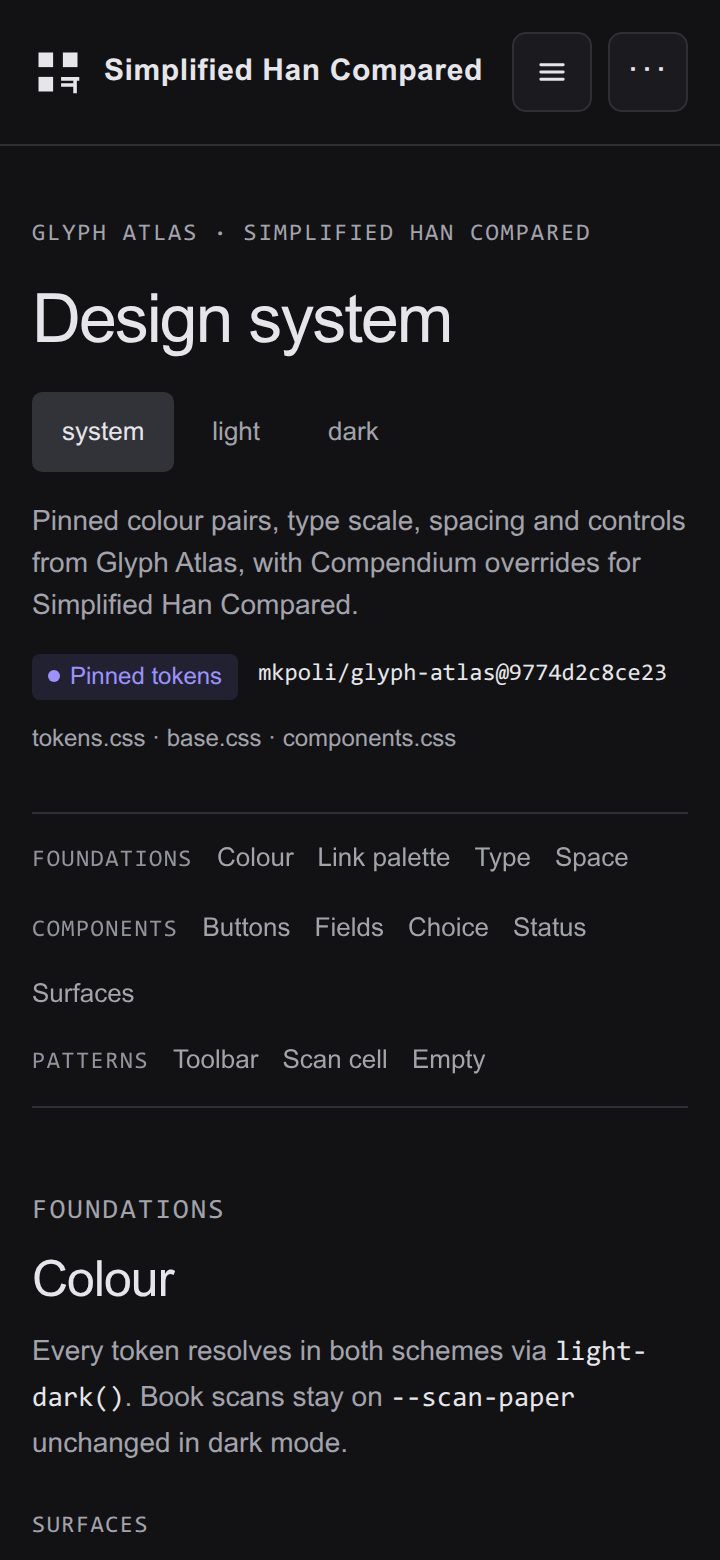 Simplified Han Compared
GLYPH ATLAS · SIMPLIFIED HAN COMPARED
Design system
system light dark
Pinned colour pairs, type scale, spacing and controls
from Glyph Atlas, with Compendium overrides for
Simplified Han Compared.
Pinned tokens mkpoli/glyph-atlas@9774d2c8ce23
tokens.css · base.css · components.css
FOUNDATIONS Colour Link palette Type Space
COMPONENTS Buttons Fields Choice Status
Surfaces
PATTERNS Toolbar Scan cell Empty
FOUNDATIONS
Colour
Every token resolves in both schemes via light-
dark(). Book scans stay on --scan-paper
unchanged in dark mode.
SURFACES